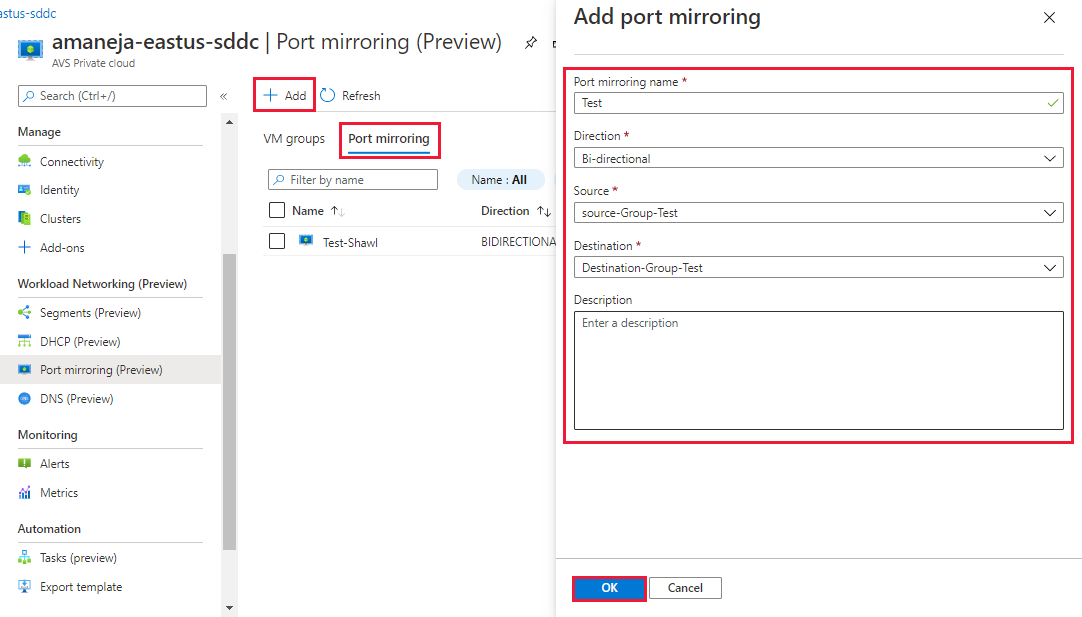 astus-sddc
amaneja-eastus-sddc | Port mirroring (Preview)
AVS Private cloud
Search (Ctrl+/)
Manage
Connectivity
Identity
Clusters
Add-ons
Workload Networking (Preview)
Segments (Preview)
DHCP (Preview)
Port mirroring (Preview)
DNS (Preview)
Monitoring
Alerts
Metrics
Automation
Tasks (preview)
Export template
Add
Refresh
VM groups
Port mirroring
Filter by name
Name : All
Name
Direction
Test-Shawl
BIDIRECTIONA
Add port mirroring
Port mirroring name *
Test
Direction *
Bi-directional
Source *
source-Group-Test
Destination *
Destination-Group-Test
Description
Enter a description
OK
Cancel